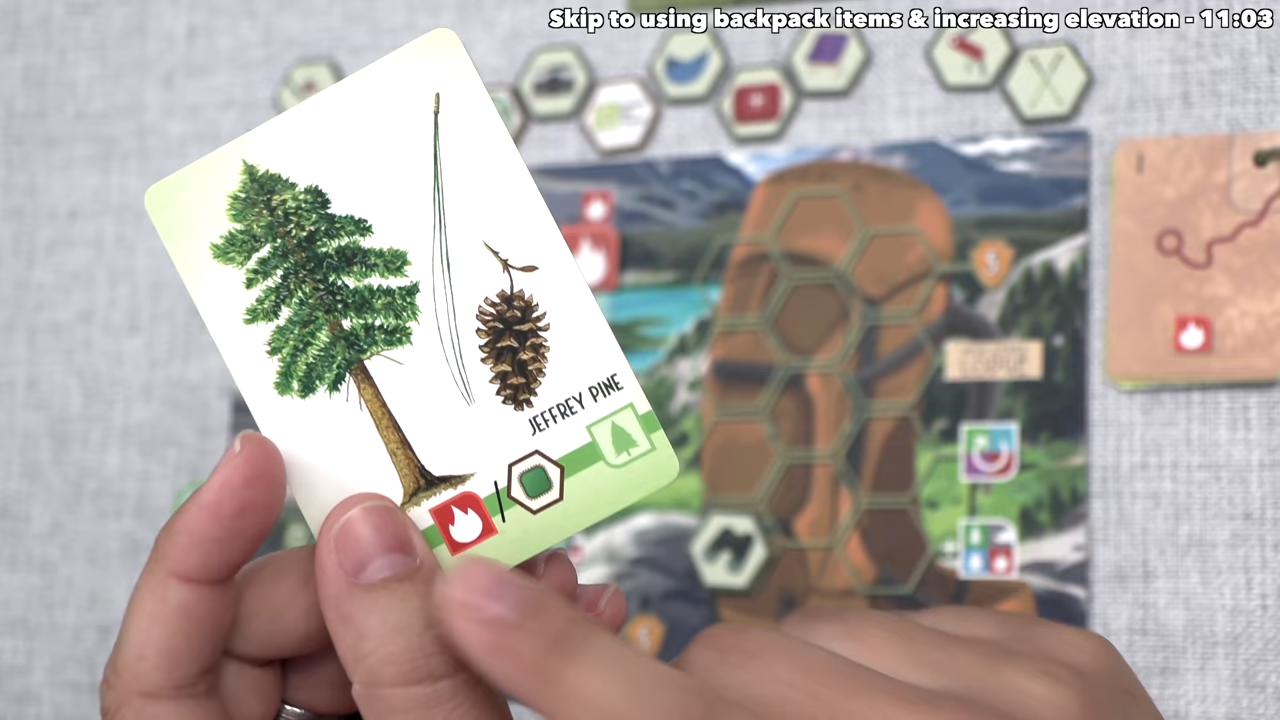 Skip to using backpack items & increasing elevation - 11:03
JEFFREY PINE